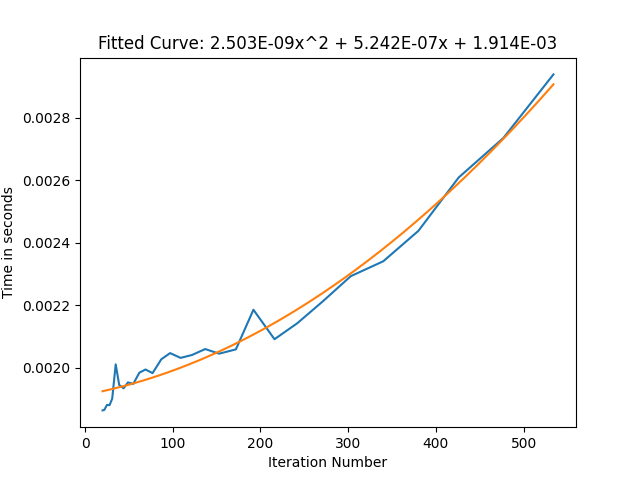 Fitted Curve: 2.503E-09x^2 + 5.242E-07x + 1.914E-03
0.0028
0.0026
0.0024
0.0022
0.0020
Time in seconds
0 100 200 300 400 500
Iteration Number